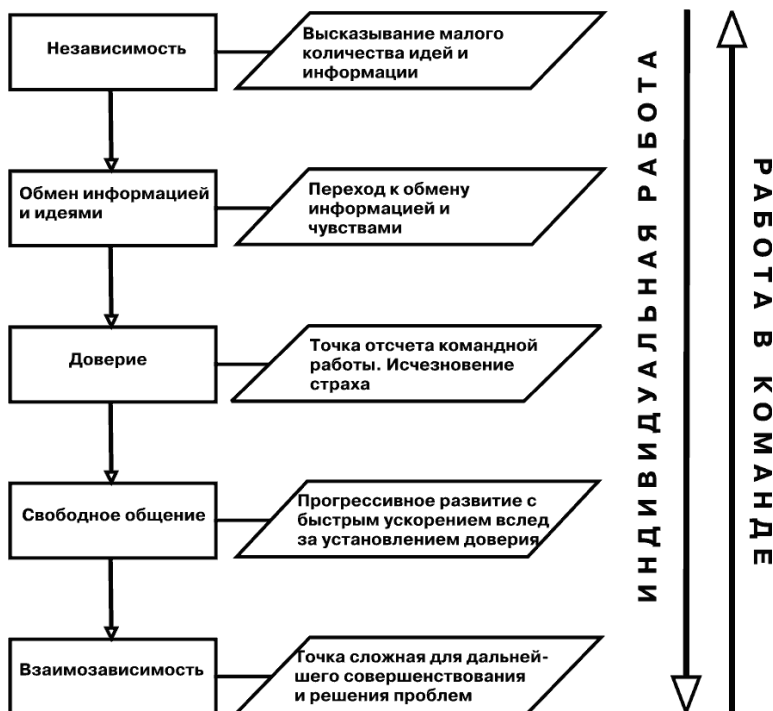 Независимость
Высказывание малого
количества идей и
информации
Обмен информацией
и идеями
Переход к обмену
информацией и
чувствами
Доверие
Точка отсчета командной
работы. Исчезновение
страха
Свободное общение
Прогрессивное развитие с
быстрым ускорением вслед
за установлением доверия
Взаимозависимость
Точка сложная для дальней-
шего совершенствования
и решения проблем
ИНДИВИДУАЛЬНАЯ РАБОТА
РАБОТА В КОМАНДЕ